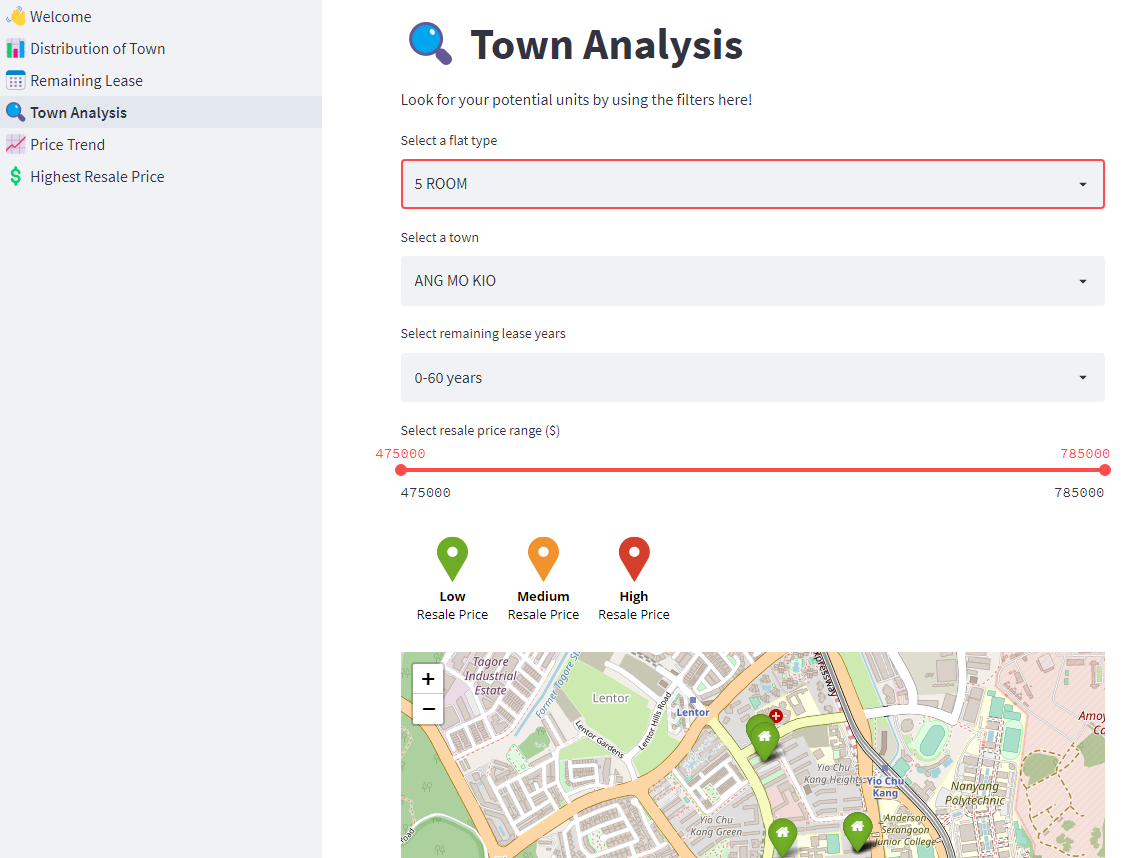 Welcome
Distribution of Town
Remaining Lease
Town Analysis
Price Trend
Highest Resale Price
Town Analysis
Look for your potential units by using the filters here!
Select a flat type
5 ROOM
Select a town
ANG MO KIO
Select remaining lease years
0-60 years
Select resale price range ($)
475000
785000
475000
785000
Low
Resale Price
Medium
Resale Price
High
Resale Price
+
−
Tagore
Industrial
Estate
Former Tagore St
Lentor
Lentor Hills Road
Lentor Gardens
Lentor
xpressway
Amoy
Yio Chu
Kang Heights
Yio Chu
Kang
Nanyang
Polytechnic
Yio Chu
Kang Green
Anderson
Serangoon
Junior College